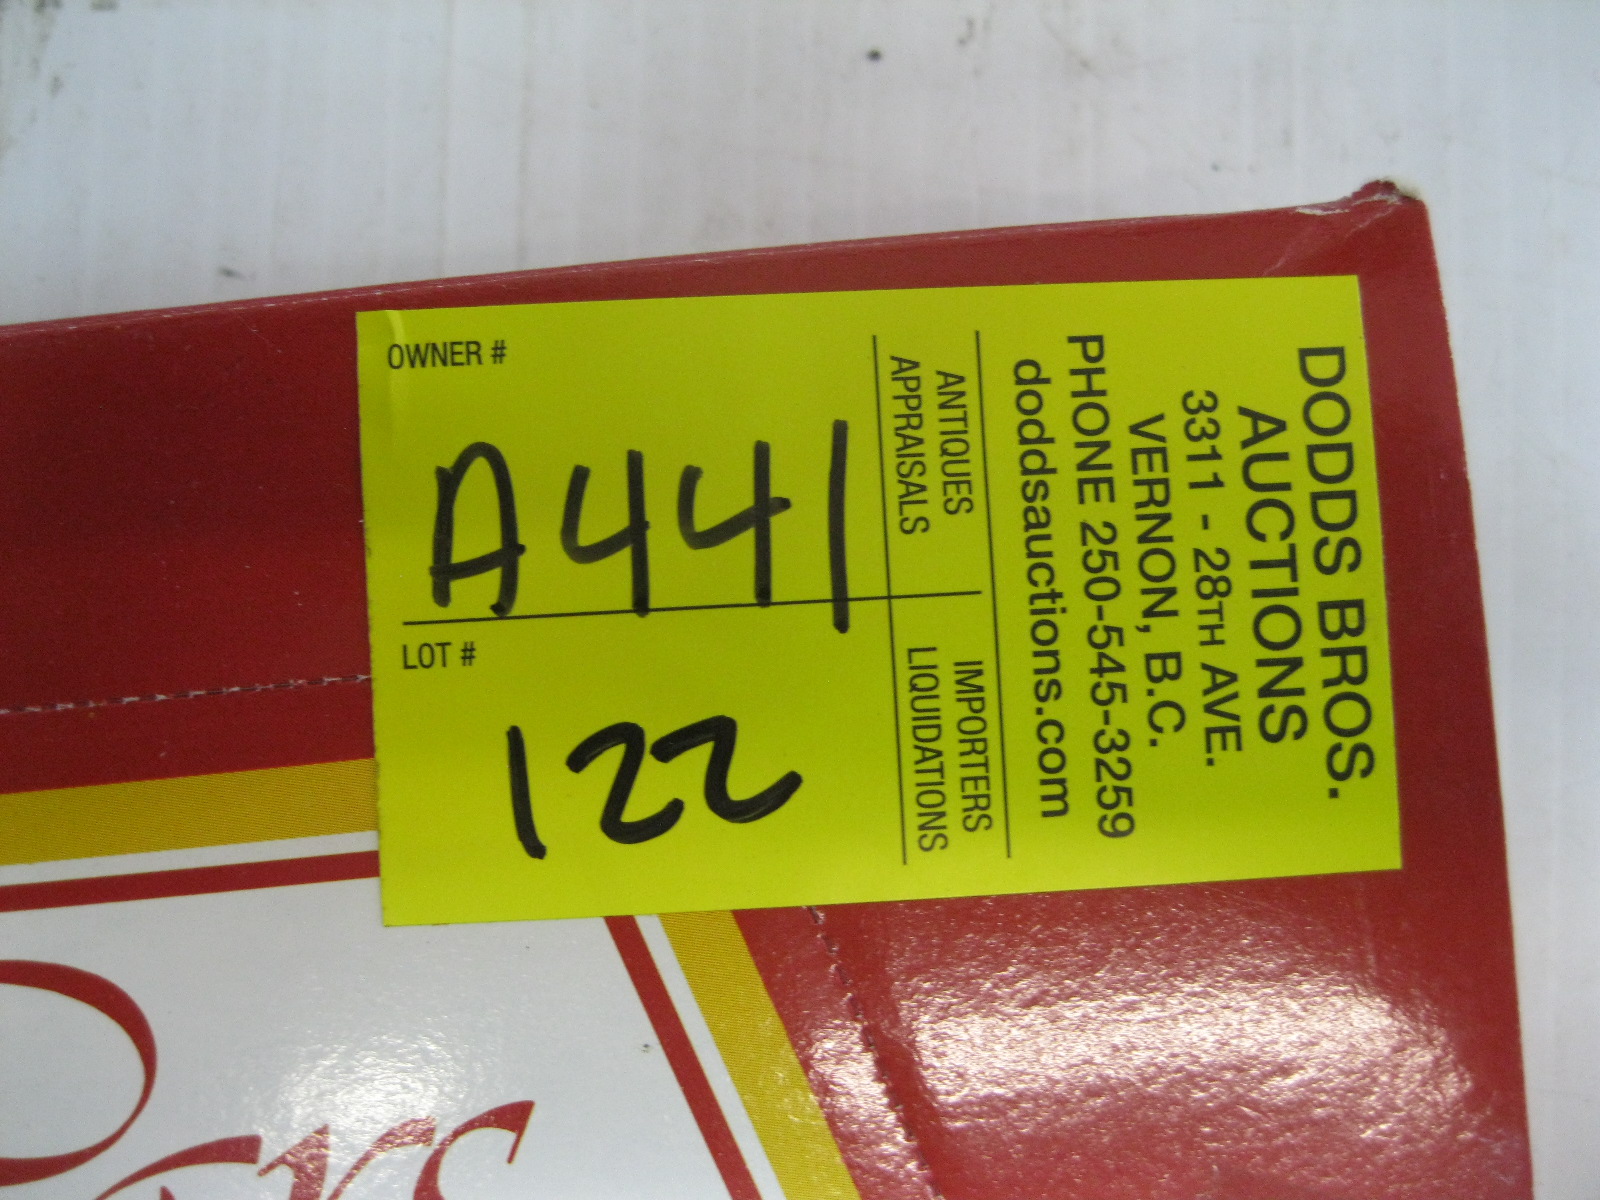 DODDS BROS.
AUCTIONS
3311 - 28TH AVE.
VERNON, B.C.
PHONE 250-545-3259
doddsauctions.com
ANTIQUES
APPRAISALS
IMPORTERS
LIQUIDATIONS
OWNER #
A441
LOT #
122